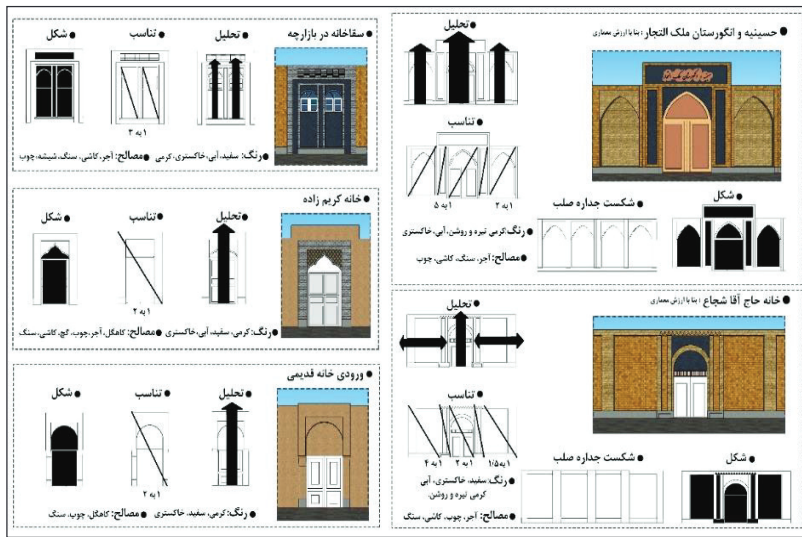 حسینیه و انگورستان ملک التجار : بنا با ارزش معماری
تحلیل
تناسب
۱ به ۵
۱ به ۲
شکل
شکست جداره صلب
رنگ: کرمی تیره و روشن، آبی، خاکستری
مصالح: آجر، سنگ، کاشی، چوب
خانه حاج آقا شجاع : بنا با ارزش معماری
تحلیل
تناسب
۱ به ۴
۱ به ۲
۱ به ۱/۵
رنگ: سفید، خاکستری، آبی
کرمی تیره و روشن.
مصالح: آجر، چوب، کاشی، سنگ
شکست جداره صلب
شکل
سقاخانه در بازارچه
تحلیل
تناسب
شکل
۱ به ۳
رنگ: سفید، آبی، خاکستری، کرمی
مصالح: آجر، کاشی، سنگ، شیشه، چوب
خانه کریم زاده
تحلیل
تناسب
شکل
۱ به ۲
رنگ: کرمی، سفید، آبی، خاکستری
مصالح: کاهگل، آجر، چوب، گچ، کاشی، سنگ
ورودی خانه قدیمی
تحلیل
تناسب
شکل
۱ به ۲
رنگ: کرمی، سفید، خاکستری
مصالح: کاهگل، چوب، سنگ